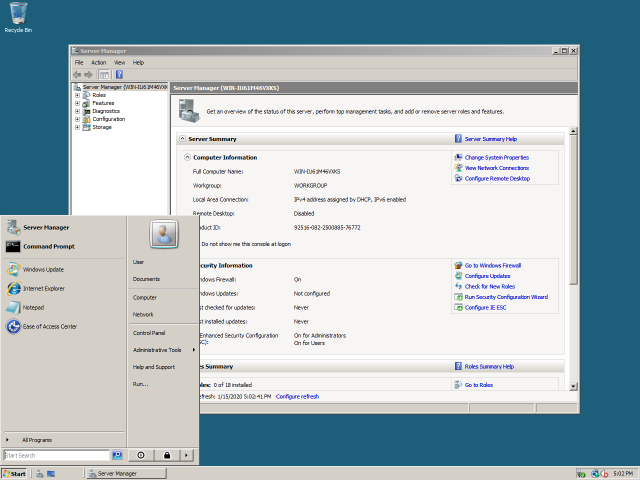 Recycle Bin
Server Manager
File Action View Help
Server Manager (WIN-IU61M46VXKS)
Roles
Features
Diagnostics
Configuration
Storage
Server Manager (WIN-IU61M46VXKS)
Get an overview of the status of this server, perform top management tasks, and add or remove server roles and features.
Server Summary
Server Summary Help
Computer Information
Full Computer Name: WIN-IU61M46VXKS
Workgroup: WORKGROUP
Local Area Connection: IPv4 address assigned by DHCP, IPv6 enabled
Remote Desktop: Disabled
oduct ID: 92516-082-2500885-76772
Do not show me this console at logon
Change System Properties
View Network Connections
Configure Remote Desktop
ecurity Information
Windows Firewall: On
Windows Updates: Not configured
st checked for updates: Never
st installed updates: Never
Enhanced Security Configuration On for Administrators
SC): On for Users
Go to Windows Firewall
Configure Updates
Check for New Roles
Run Security Configuration Wizard
Configure IE ESC
es Summary
Roles Summary Help
oles: 0 of 18 installed
Go to Roles
efresh: 1/15/2020 5:02:41 PM Configure refresh
Server Manager
Command Prompt
Windows Update
Internet Explorer
Notepad
Ease of Access Center
All Programs
Start Search
User
Documents
Computer
Network
Control Panel
Administrative Tools
Help and Support
Run...
Start
Server Manager
5:02 PM